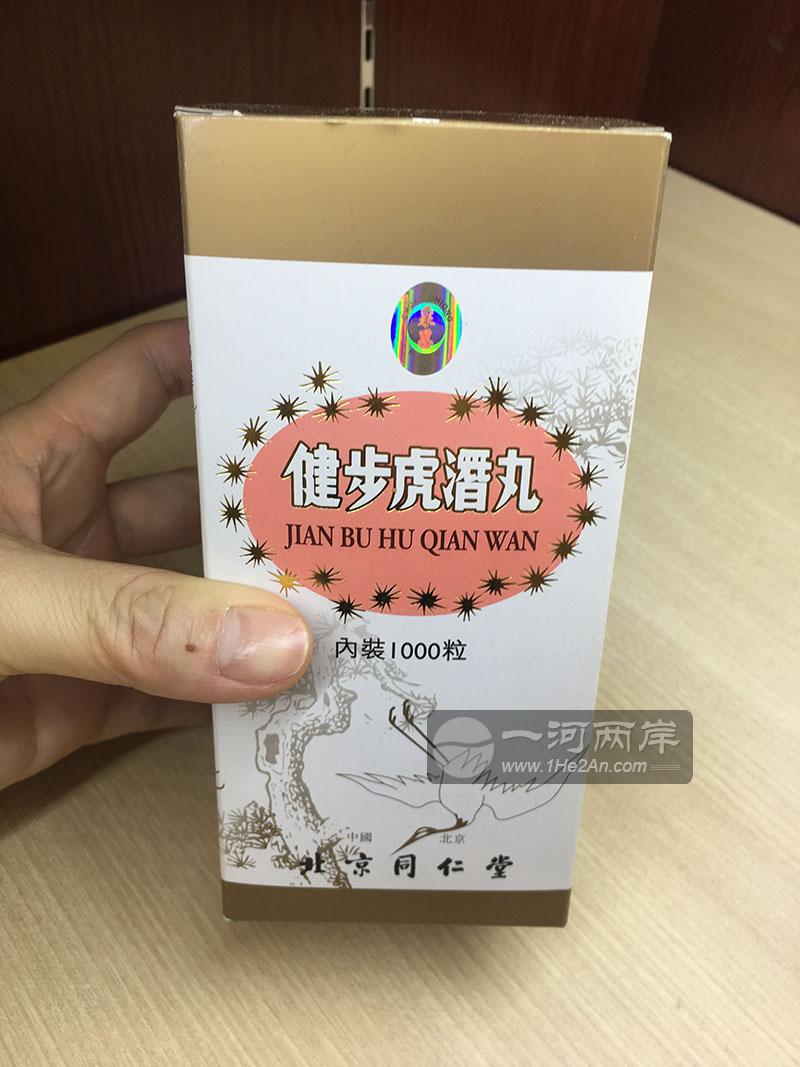 健步虎潛丸
JIAN BU HU QIAN WAN
內裝1000粒
一河两岸
www.1He2An.com
中國 北京
北京同仁堂